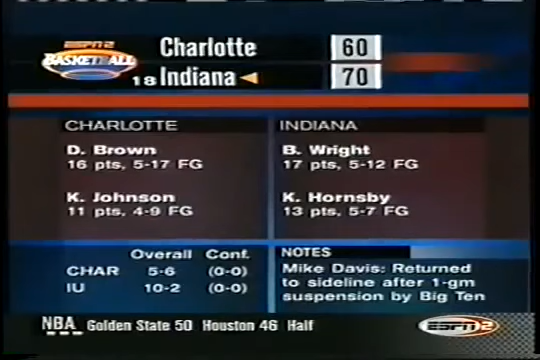 ESPN2
BASKETBALL
Charlotte 60
18 Indiana 70
CHARLOTTE
D. Brown
16 pts, 5-17 FG
K. Johnson
11 pts, 4-9 FG
INDIANA
B. Wright
17 pts, 5-12 FG
K. Hornsby
13 pts, 5-7 FG
Overall Conf.
CHAR 5-6 (0-0)
IU 10-2 (0-0)
NOTES
Mike Davis: Returned
to sideline after 1-gm
suspension by Big Ten
NBA Golden State 50 Houston 46 Half
ESPN2